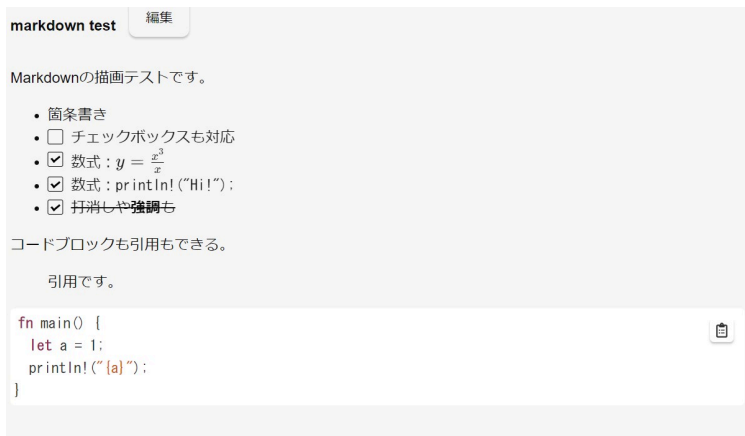 markdown test 編集
Markdownの描画テストです。
箇条書き
チェックボックスも対応
数式：y = x³/x
数式：println!("Hi!");
打消しや強調も
コードブロックも引用もできる。
引用です。
fn main() {
  let a = 1;
  println!("{a}");
}